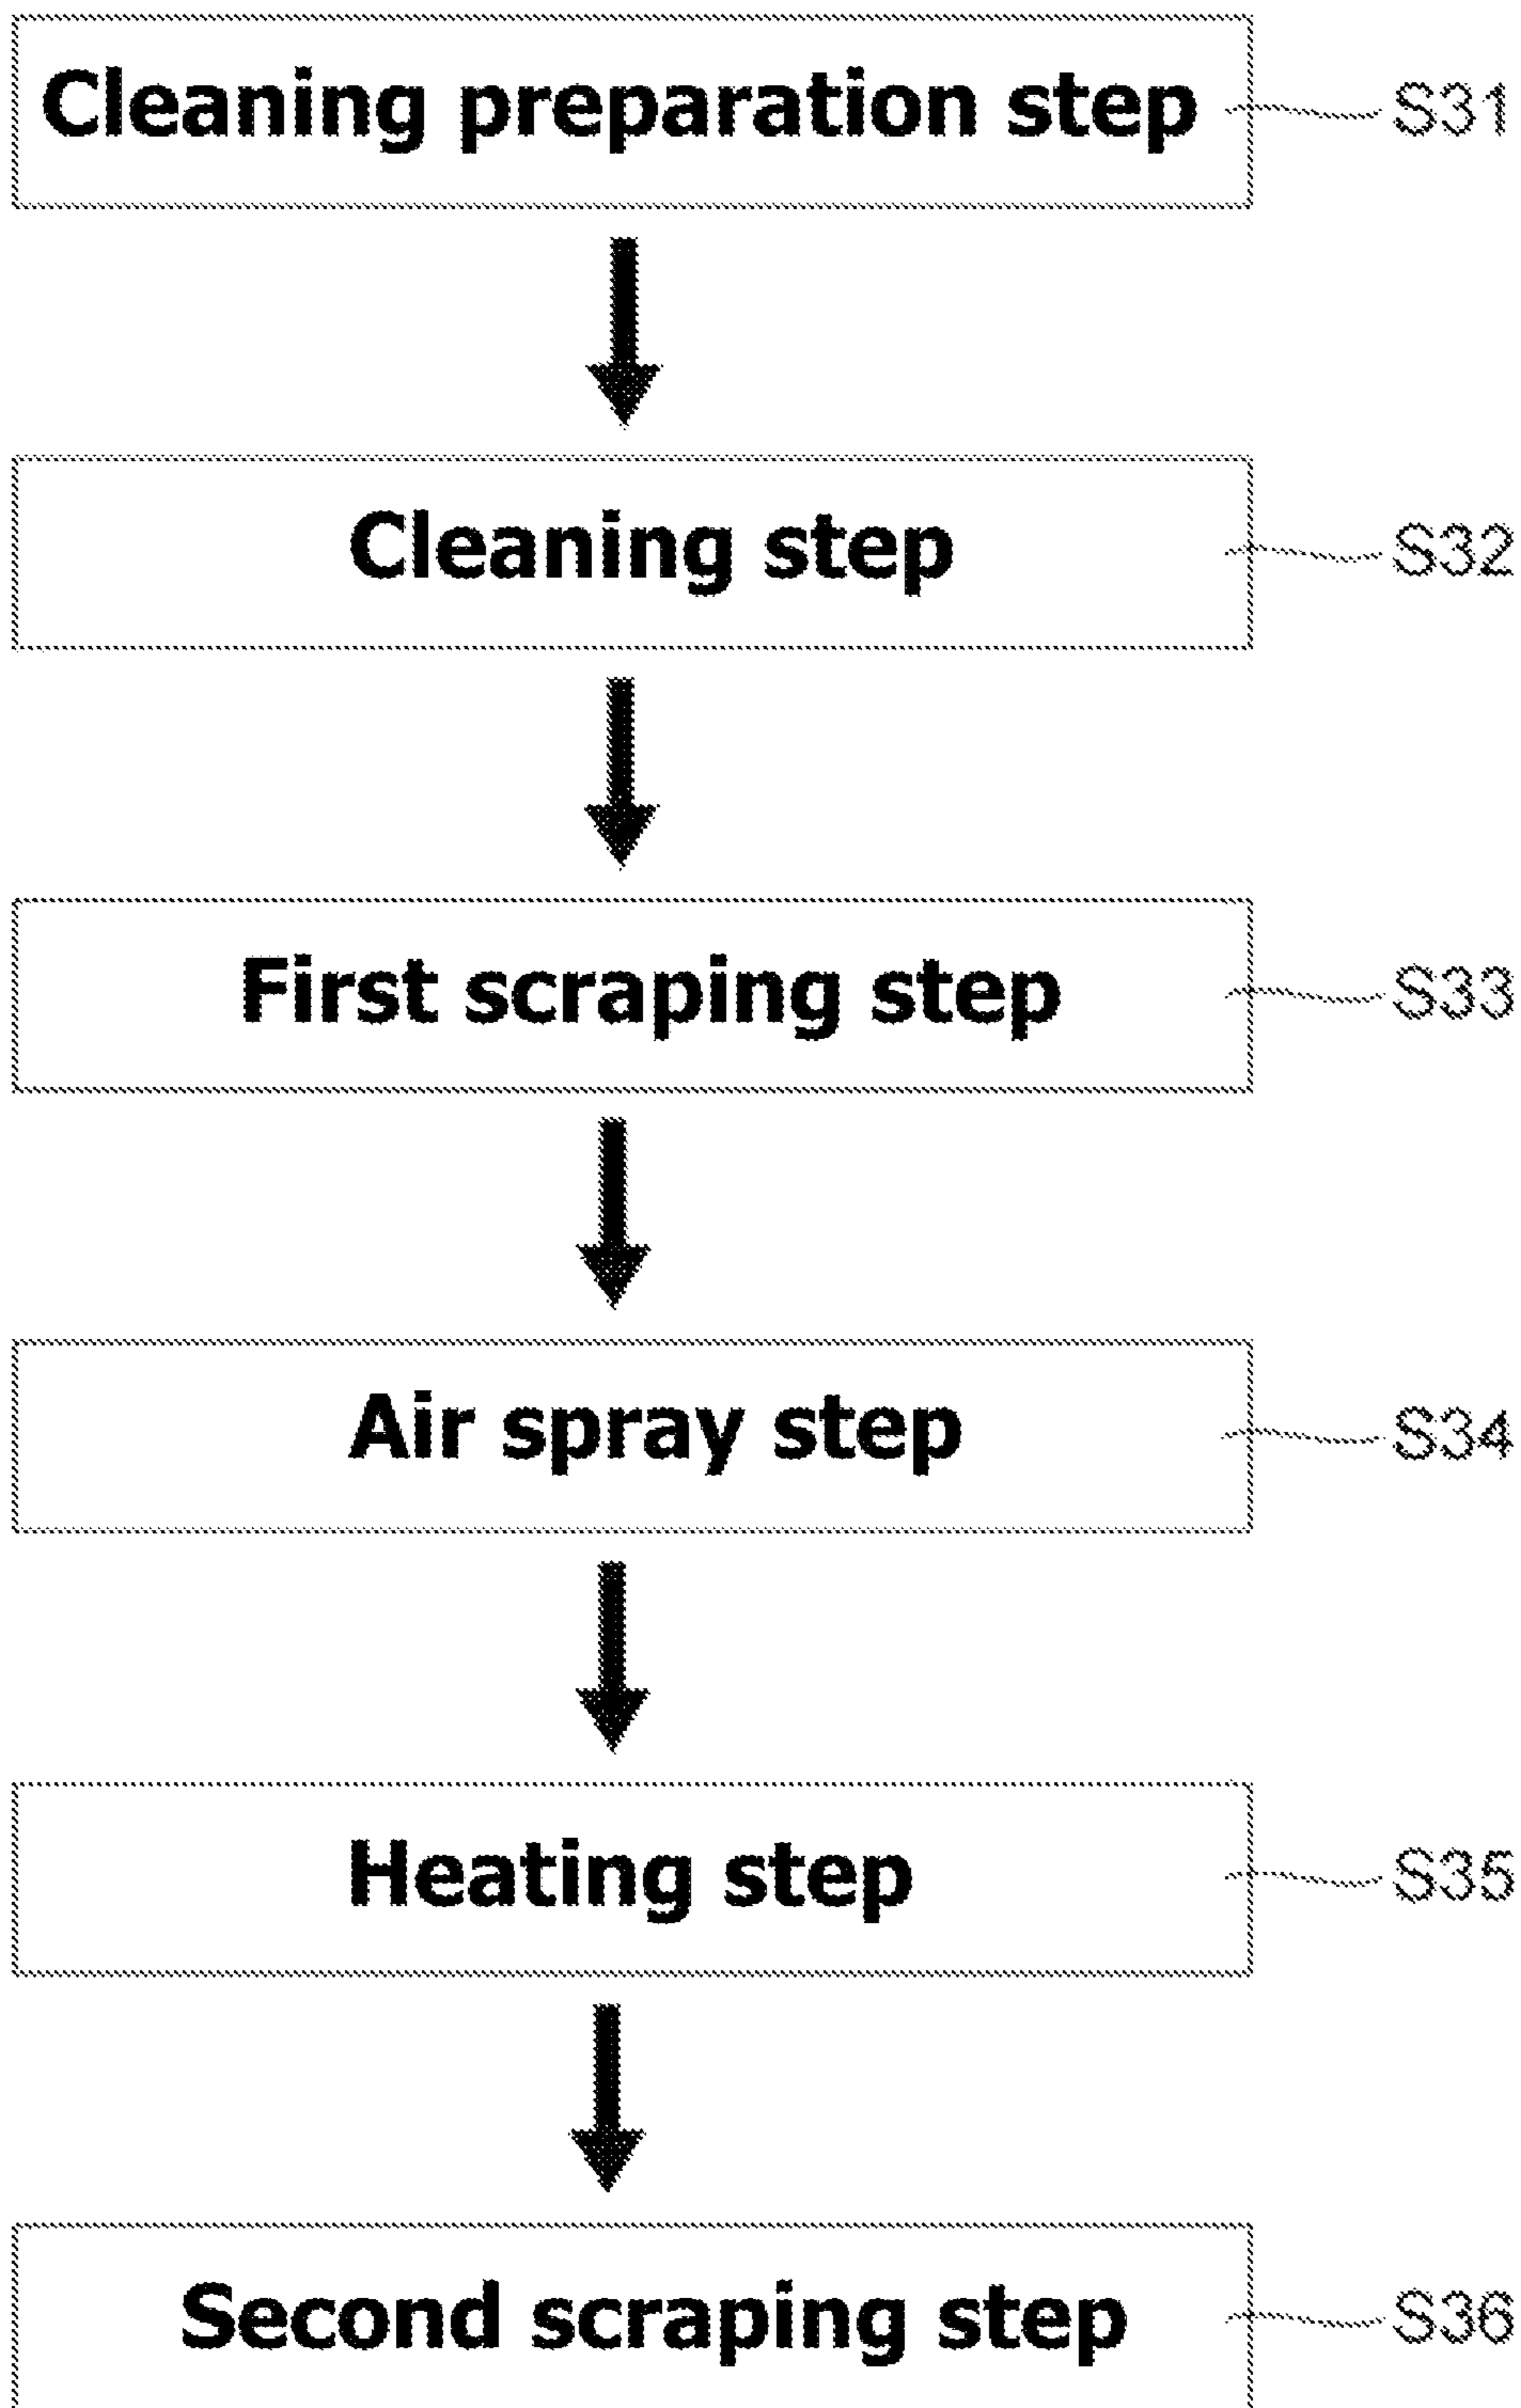 Cleaning preparation step S31
Cleaning step S32
First scraping step S33
Air spray step S34
Heating step S35
Second scraping step S36